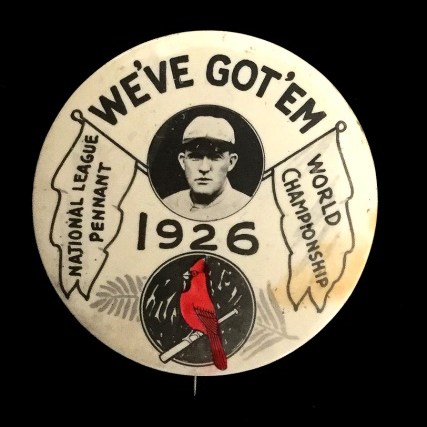 WE'VE GOT'EM
NATIONAL LEAGUE
PENNANT
WORLD
CHAMPIONSHIP
1926